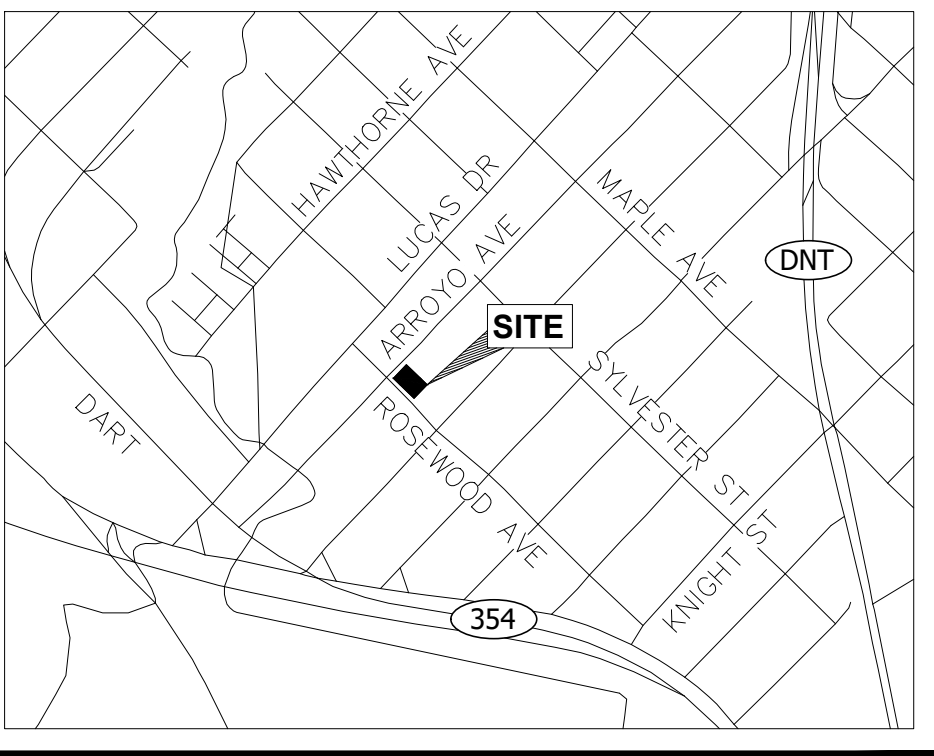 HAWTHORNE AVE
LUCAS DR
MAPLE AVE
ARROYO AVE
DNT
SITE
SYLVESTER ST
DART
ROSEWOOD AVE
KNIGHT ST
354